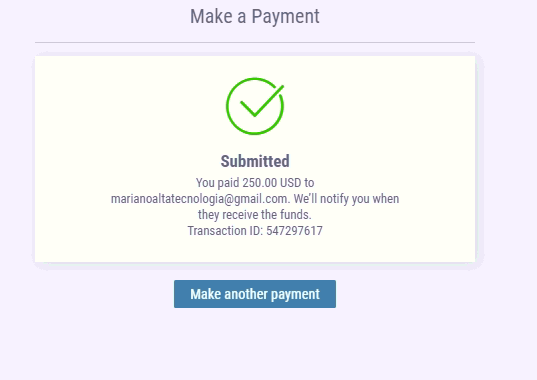 Make a Payment
Submitted
You paid 250.00 USD to
marianoaltatecnologia@gmail.com. We'll notify you when
they receive the funds.
Transaction ID: 547297617
Make another payment